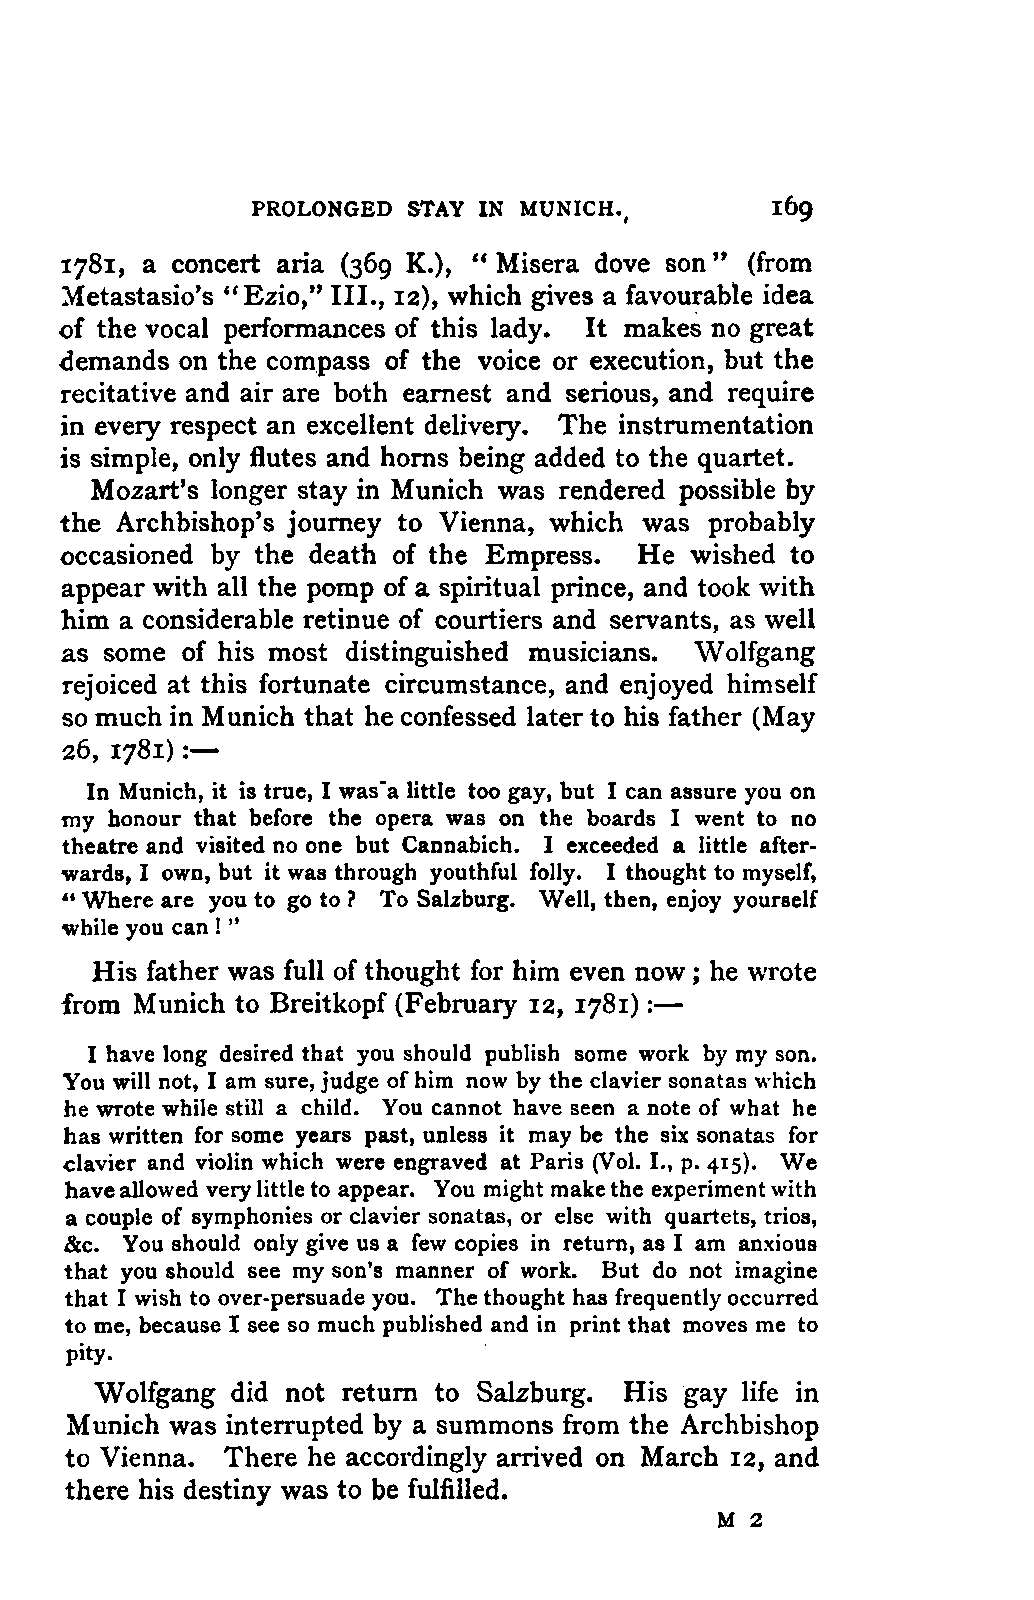 PROLONGED STAY IN MUNICH. 169
1781, a concert aria (369 K.), "Misera dove son" (from
Metastasio's "Ezio," III., 12), which gives a favourable idea
of the vocal performances of this lady. It makes no great
demands on the compass of the voice or execution, but the
recitative and air are both earnest and serious, and require
in every respect an excellent delivery. The instrumentation
is simple, only flutes and horns being added to the quartet.
Mozart's longer stay in Munich was rendered possible by
the Archbishop's journey to Vienna, which was probably
occasioned by the death of the Empress. He wished to
appear with all the pomp of a spiritual prince, and took with
him a considerable retinue of courtiers and servants, as well
as some of his most distinguished musicians. Wolfgang
rejoiced at this fortunate circumstance, and enjoyed himself
so much in Munich that he confessed later to his father (May
26, 1781) :—
In Munich, it is true, I was a little too gay, but I can assure you on
my honour that before the opera was on the boards I went to no
theatre and visited no one but Cannabich. I exceeded a little after-
wards, I own, but it was through youthful folly. I thought to myself,
"Where are you to go to? To Salzburg. Well, then, enjoy yourself
while you can!"
His father was full of thought for him even now; he wrote
from Munich to Breitkopf (February 12, 1781) :—
I have long desired that you should publish some work by my son.
You will not, I am sure, judge of him now by the clavier sonatas which
he wrote while still a child. You cannot have seen a note of what he
has written for some years past, unless it may be the six sonatas for
clavier and violin which were engraved at Paris (Vol. I., p. 415). We
have allowed very little to appear. You might make the experiment with
a couple of symphonies or clavier sonatas, or else with quartets, trios,
&c. You should only give us a few copies in return, as I am anxious
that you should see my son's manner of work. But do not imagine
that I wish to over-persuade you. The thought has frequently occurred
to me, because I see so much published and in print that moves me to
pity.
Wolfgang did not return to Salzburg. His gay life in
Munich was interrupted by a summons from the Archbishop
to Vienna. There he accordingly arrived on March 12, and
there his destiny was to be fulfilled.
M 2